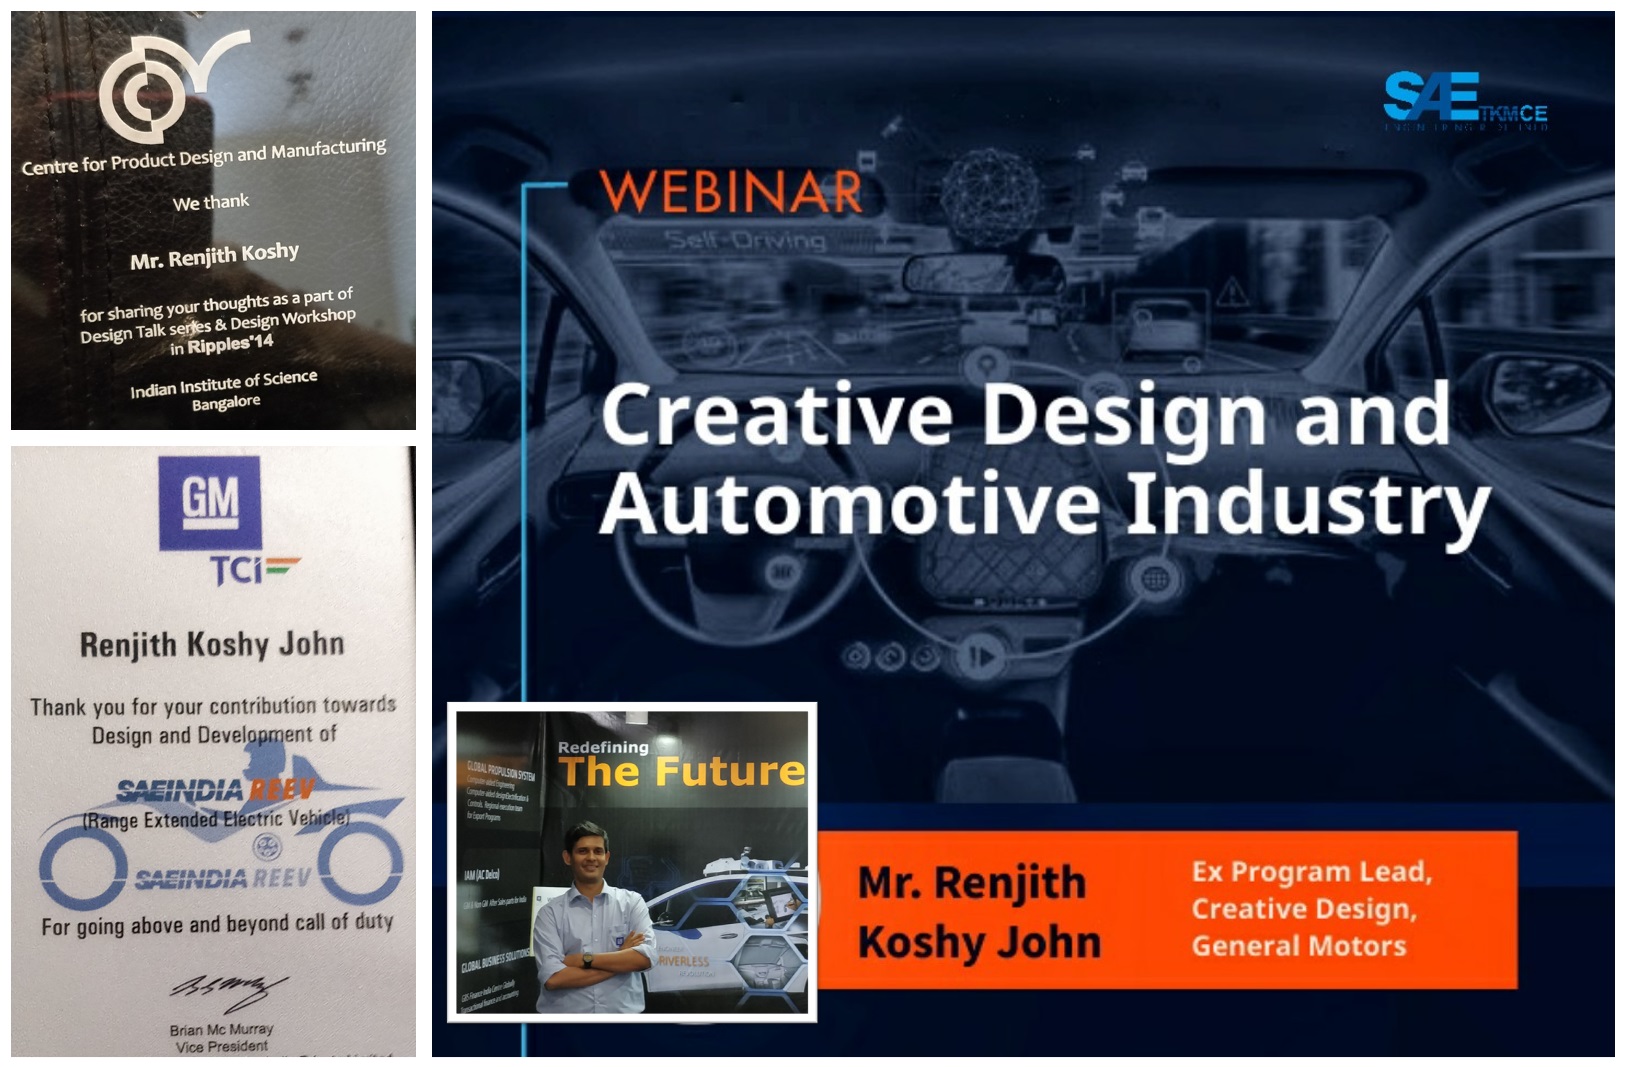 Centre for Product Design and Manufacturing
We thank
Mr. Renjith Koshy
for sharing your thoughts as a part of
Design Talk series & Design Workshop
in Ripples'14
Indian Institute of Science
Bangalore
GM
TCi
Renjith Koshy John
Thank you for your contribution towards
Design and Development of
SAEINDIA REEV
(Range Extended Electric Vehicle)
SAEINDIA REEV
For going above and beyond call of duty
Brian Mc Murray
Vice President
SAE TKMCE
WEBINAR
Self-Driving
Creative Design and
Automotive Industry
Redefining
The Future
GLOBAL PROPULSION SYSTEM
Computer-aided Engineering
IAM (AC Delco)
GLOBAL BUSINESS SOLUTIONS
RIVERLESS
REVOLUTION
Mr. Renjith
Koshy John
Ex Program Lead,
Creative Design,
General Motors